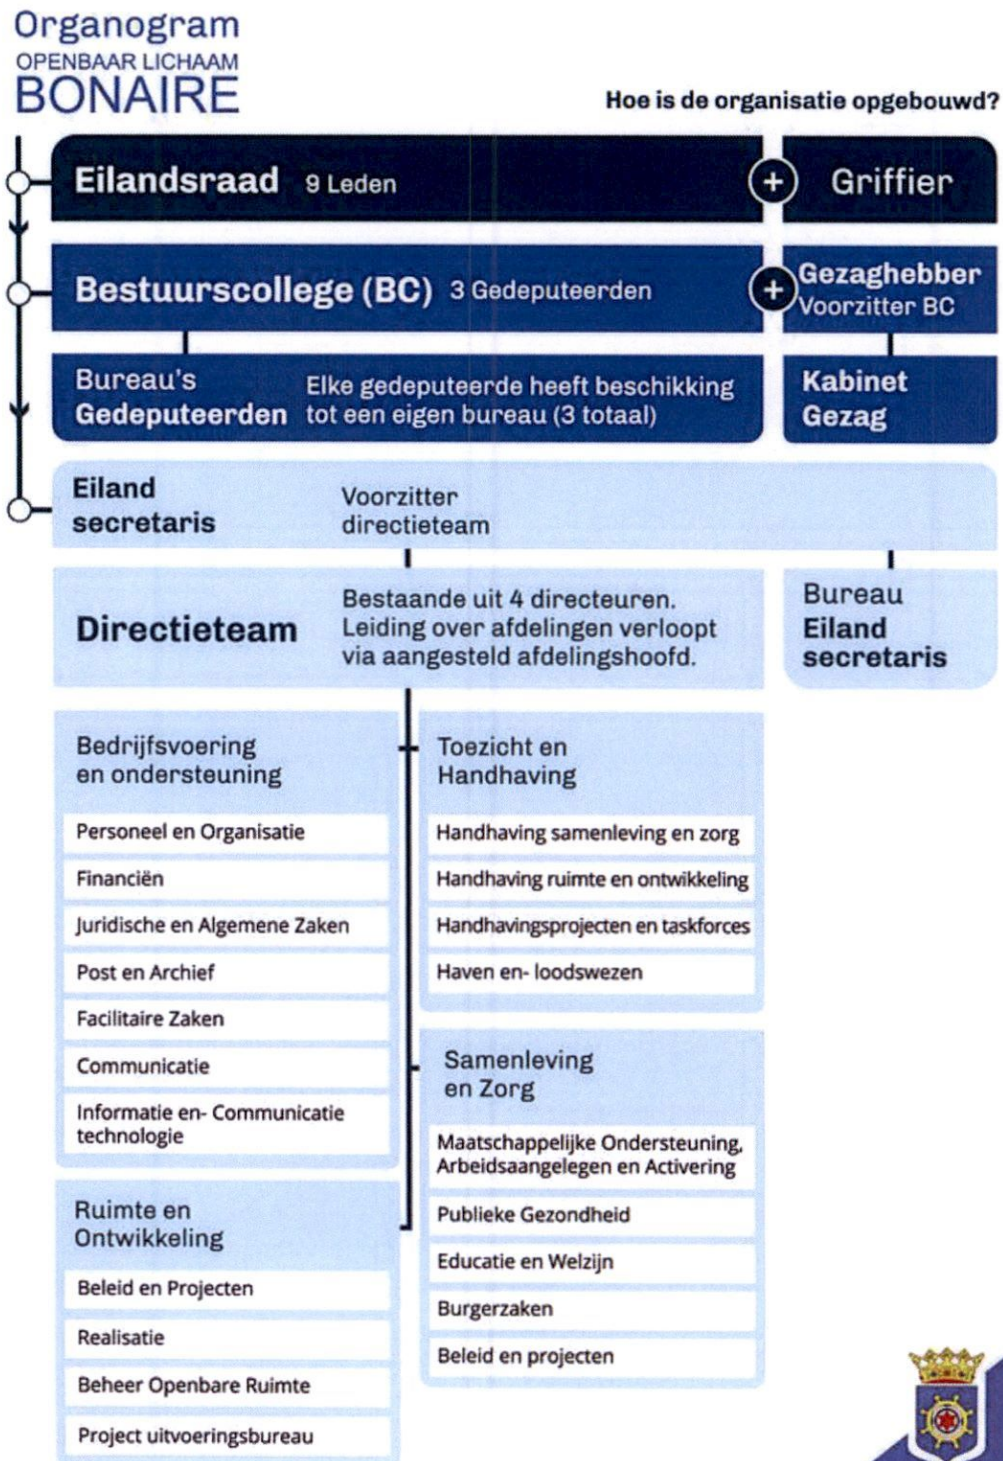 Organogram
OPENBAAR LICHAAM
BONAIRE
Hoe is de organisatie opgebouwd?
Eilandsraad 9 Leden
+
Griffier
Bestuurscollege (BC) 3 Gedeputeerden
+
Gezaghebber
Voorzitter BC
Bureau's
Gedeputeerden
Elke gedeputeerde heeft beschikking
tot een eigen bureau (3 totaal)
Kabinet
Gezag
Eiland
secretaris
Voorzitter
directieteam
Directieteam
Bestaande uit 4 directeuren.
Leiding over afdelingen verloopt
via aangesteld afdelingshoofd.
Bureau
Eiland
secretaris
Bedrijfsvoering
en ondersteuning
Personeel en Organisatie
Financiën
Juridische en Algemene Zaken
Post en Archief
Facilitaire Zaken
Communicatie
Informatie en- Communicatie
technologie
Toezicht en
Handhaving
Handhaving samenleving en zorg
Handhaving ruimte en ontwikkeling
Handhavingsprojecten en taskforces
Haven en- loodswezen
Samenleving
en Zorg
Maatschappelijke Ondersteuning,
Arbeidsaangelegen en Activering
Publieke Gezondheid
Educatie en Welzijn
Burgerzaken
Beleid en projecten
Ruimte en
Ontwikkeling
Beleid en Projecten
Realisatie
Beheer Openbare Ruimte
Project uitvoeringsbureau